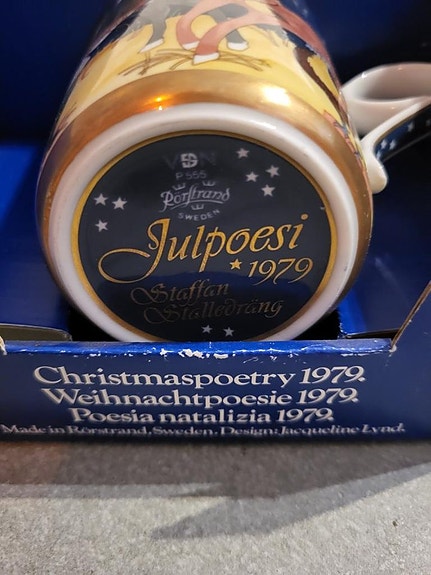 VDN
P 555
Rörstrand
SWEDEN
Julpoesi
1979
Staffan
Stalledräng
Christmaspoetry 1979.
Weihnachtpoesie 1979.
Poesia natalizia 1979.
Made in Rörstrand, Sweden. Design: Jacqueline Lynd.